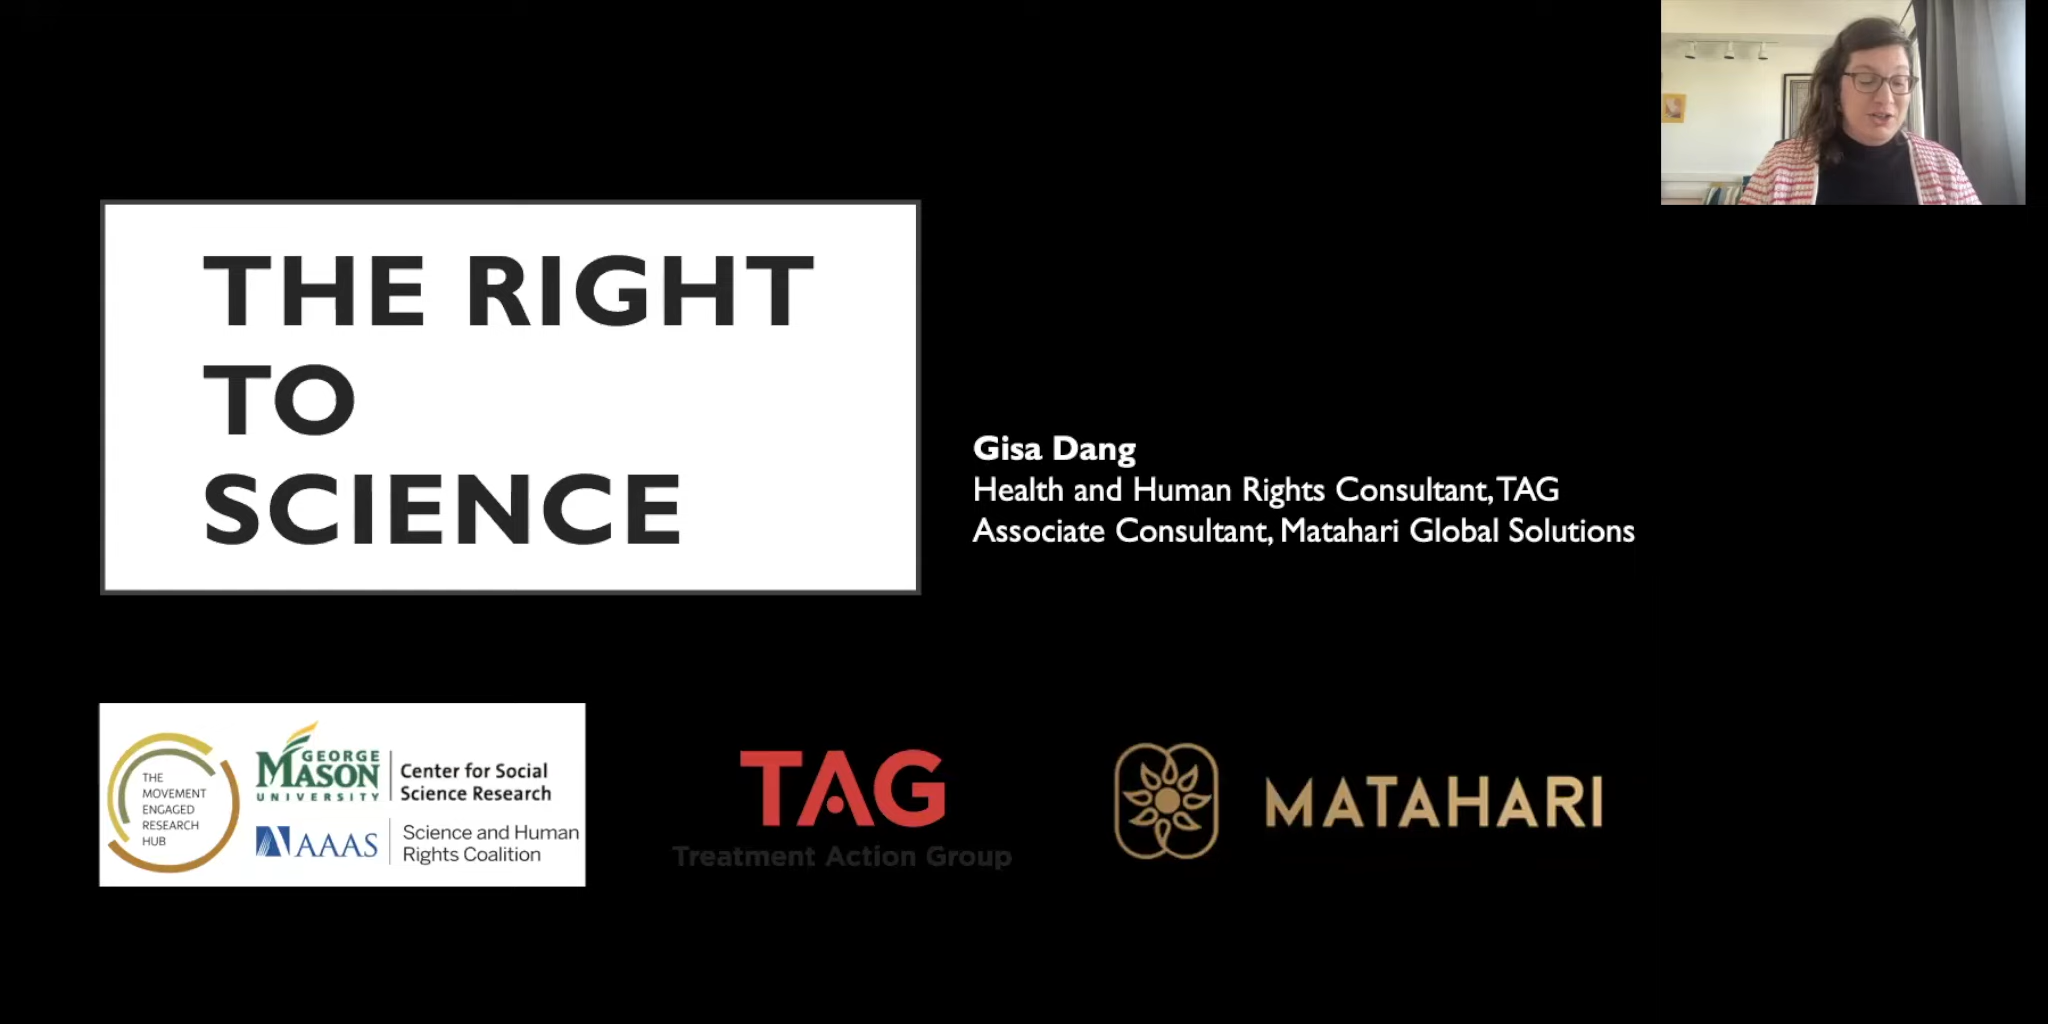 THE RIGHT
TO
SCIENCE
Gisa Dang
Health and Human Rights Consultant, TAG
Associate Consultant, Matahari Global Solutions
THE
MOVEMENT
ENGAGED
RESEARCH
HUB
GEORGE
MASON
UNIVERSITY
Center for Social
Science Research
AAAS
Science and Human
Rights Coalition
TAG
Treatment Action Group
MATAHARI